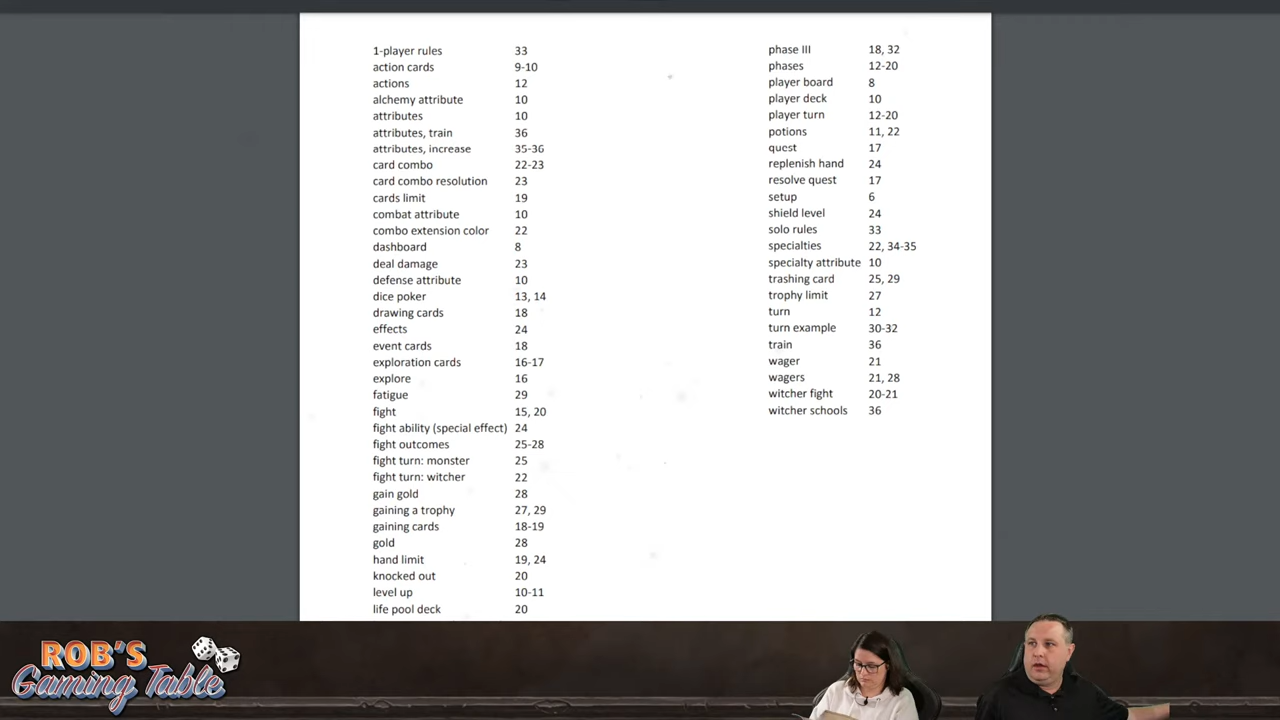 1-player rules 33
action cards 9-10
actions 12
alchemy attribute 10
attributes 10
attributes, train 36
attributes, increase 35-36
card combo 22-23
card combo resolution 23
cards limit 19
combat attribute 10
combo extension color 22
dashboard 8
deal damage 23
defense attribute 10
dice poker 13, 14
drawing cards 18
effects 24
event cards 18
exploration cards 16-17
explore 16
fatigue 29
fight 15, 20
fight ability (special effect) 24
fight outcomes 25-28
fight turn: monster 25
fight turn: witcher 22
gain gold 28
gaining a trophy 27, 29
gaining cards 18-19
gold 28
hand limit 19, 24
knocked out 20
level up 10-11
life pool deck 20
phase III 18, 32
phases 12-20
player board 8
player deck 10
player turn 12-20
potions 11, 22
quest 17
replenish hand 24
resolve quest 17
setup 6
shield level 24
solo rules 33
specialties 22, 34-35
specialty attribute 10
trashing card 25, 29
trophy limit 27
turn 12
turn example 30-32
train 36
wager 21
wagers 21, 28
witcher fight 20-21
witcher schools 36
ROB'S
Gaming Table